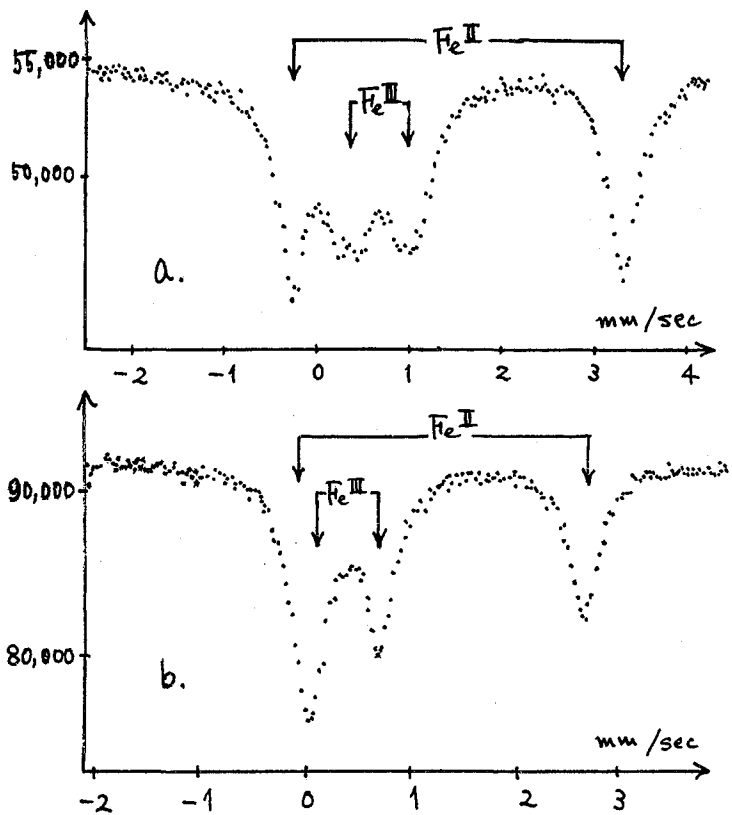 Fe II
55,000
Fe III
50,000
a.
mm/sec
-2 -1 0 1 2 3 4
Fe II
90,000
Fe III
80,000
b.
mm/sec
-2 -1 0 1 2 3